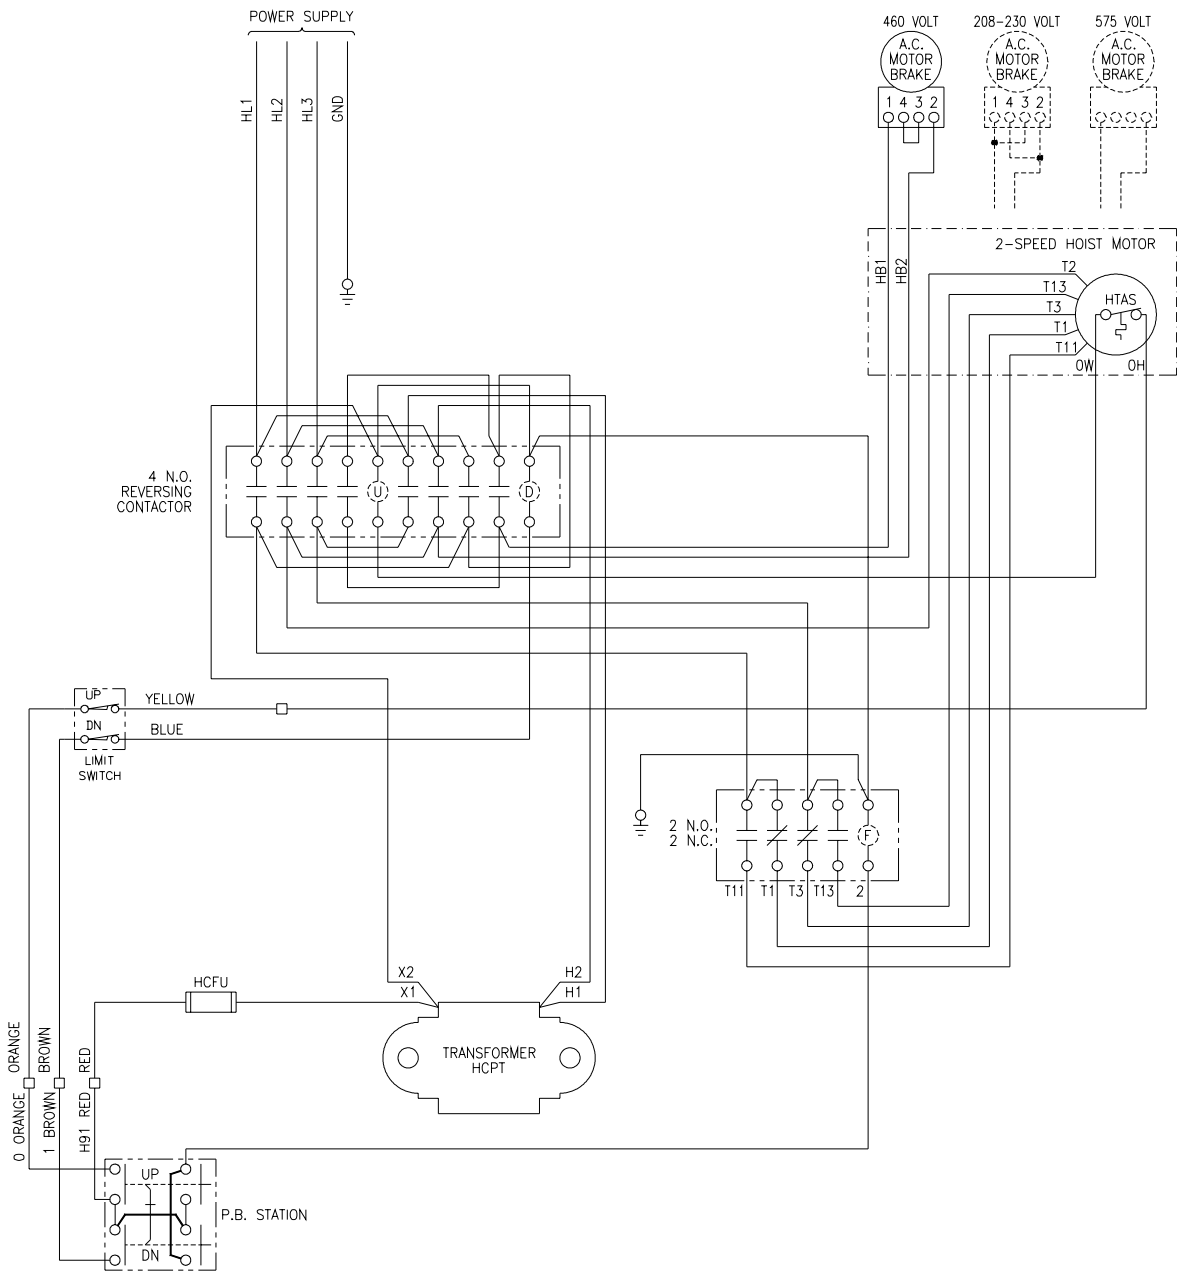 POWER SUPPLY
HL1
HL2
HL3
GND
460 VOLT
A.C.
MOTOR
BRAKE
1 4 3 2
208-230 VOLT
A.C.
MOTOR
BRAKE
1 4 3 2
575 VOLT
A.C.
MOTOR
BRAKE
HB1
HB2
2-SPEED HOIST MOTOR
T2
T13
T3
T1
T11
HTAS
OW
OH
4 N.O.
REVERSING
CONTACTOR
U
D
UP
DN
LIMIT
SWITCH
YELLOW
BLUE
2 N.O.
2 N.C.
F
T11
T1
T3
T13
2
HCFU
X2
X1
H2
H1
TRANSFORMER
HCPT
ORANGE
BROWN
RED
0 ORANGE
1 BROWN
H91 RED
UP
DN
P.B. STATION